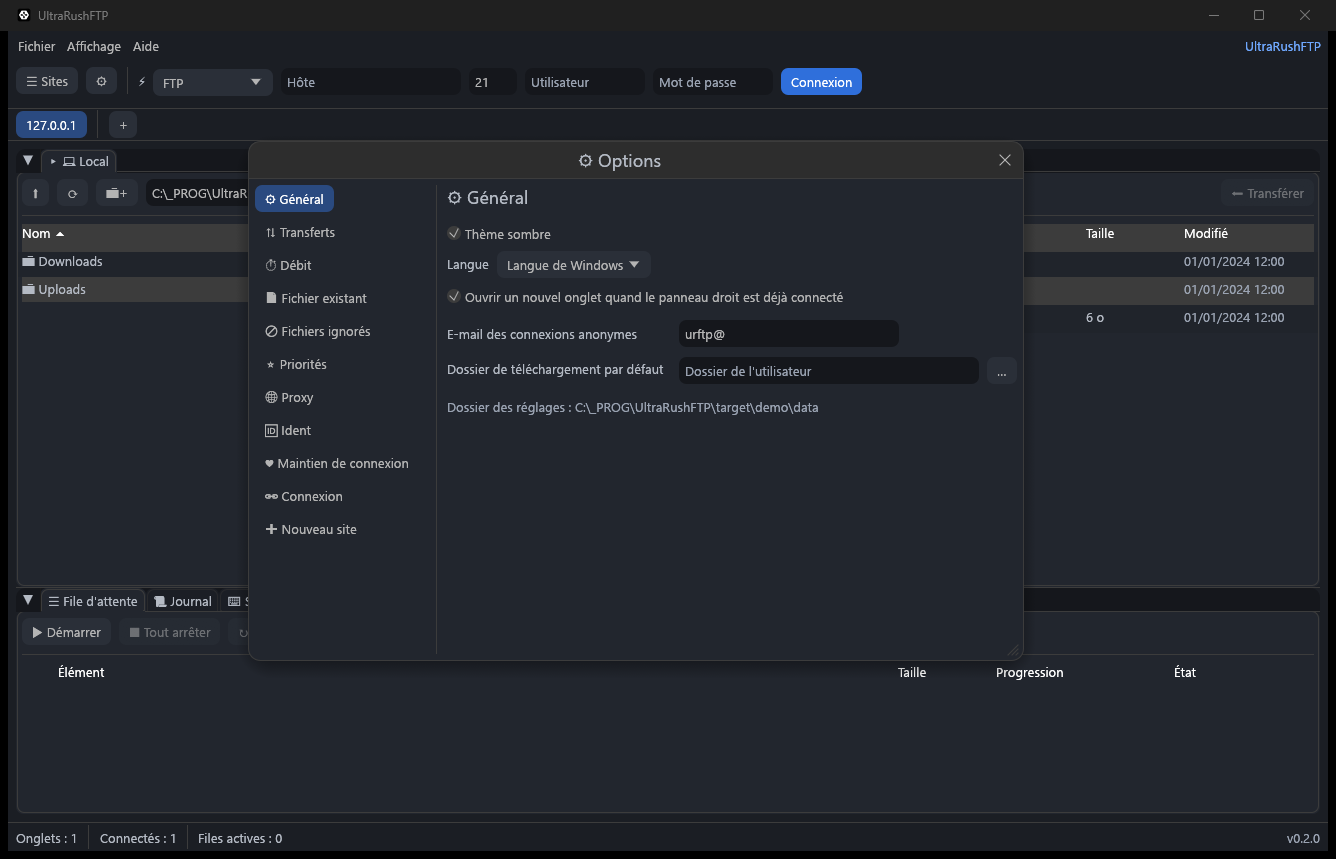 UltraRushFTP
Fichier Affichage Aide UltraRushFTP
Sites FTP Hôte 21 Utilisateur Mot de passe Connexion
127.0.0.1 +
Local
C:\_PROG\UltraR Transférer
Nom Taille Modifié
Downloads 01/01/2024 12:00
Uploads 01/01/2024 12:00
6 o 01/01/2024 12:00
Options
Général
Transferts
Débit
Fichier existant
Fichiers ignorés
Priorités
Proxy
Ident
Maintien de connexion
Connexion
Nouveau site
Général
Thème sombre
Langue Langue de Windows
Ouvrir un nouvel onglet quand le panneau droit est déjà connecté
E-mail des connexions anonymes urftp@
Dossier de téléchargement par défaut Dossier de l'utilisateur ...
Dossier des réglages : C:\_PROG\UltraRushFTP\target\demo\data
File d'attente Journal
Démarrer Tout arrêter
Élément Taille Progression État
Onglets : 1 Connectés : 1 Files actives : 0 v0.2.0